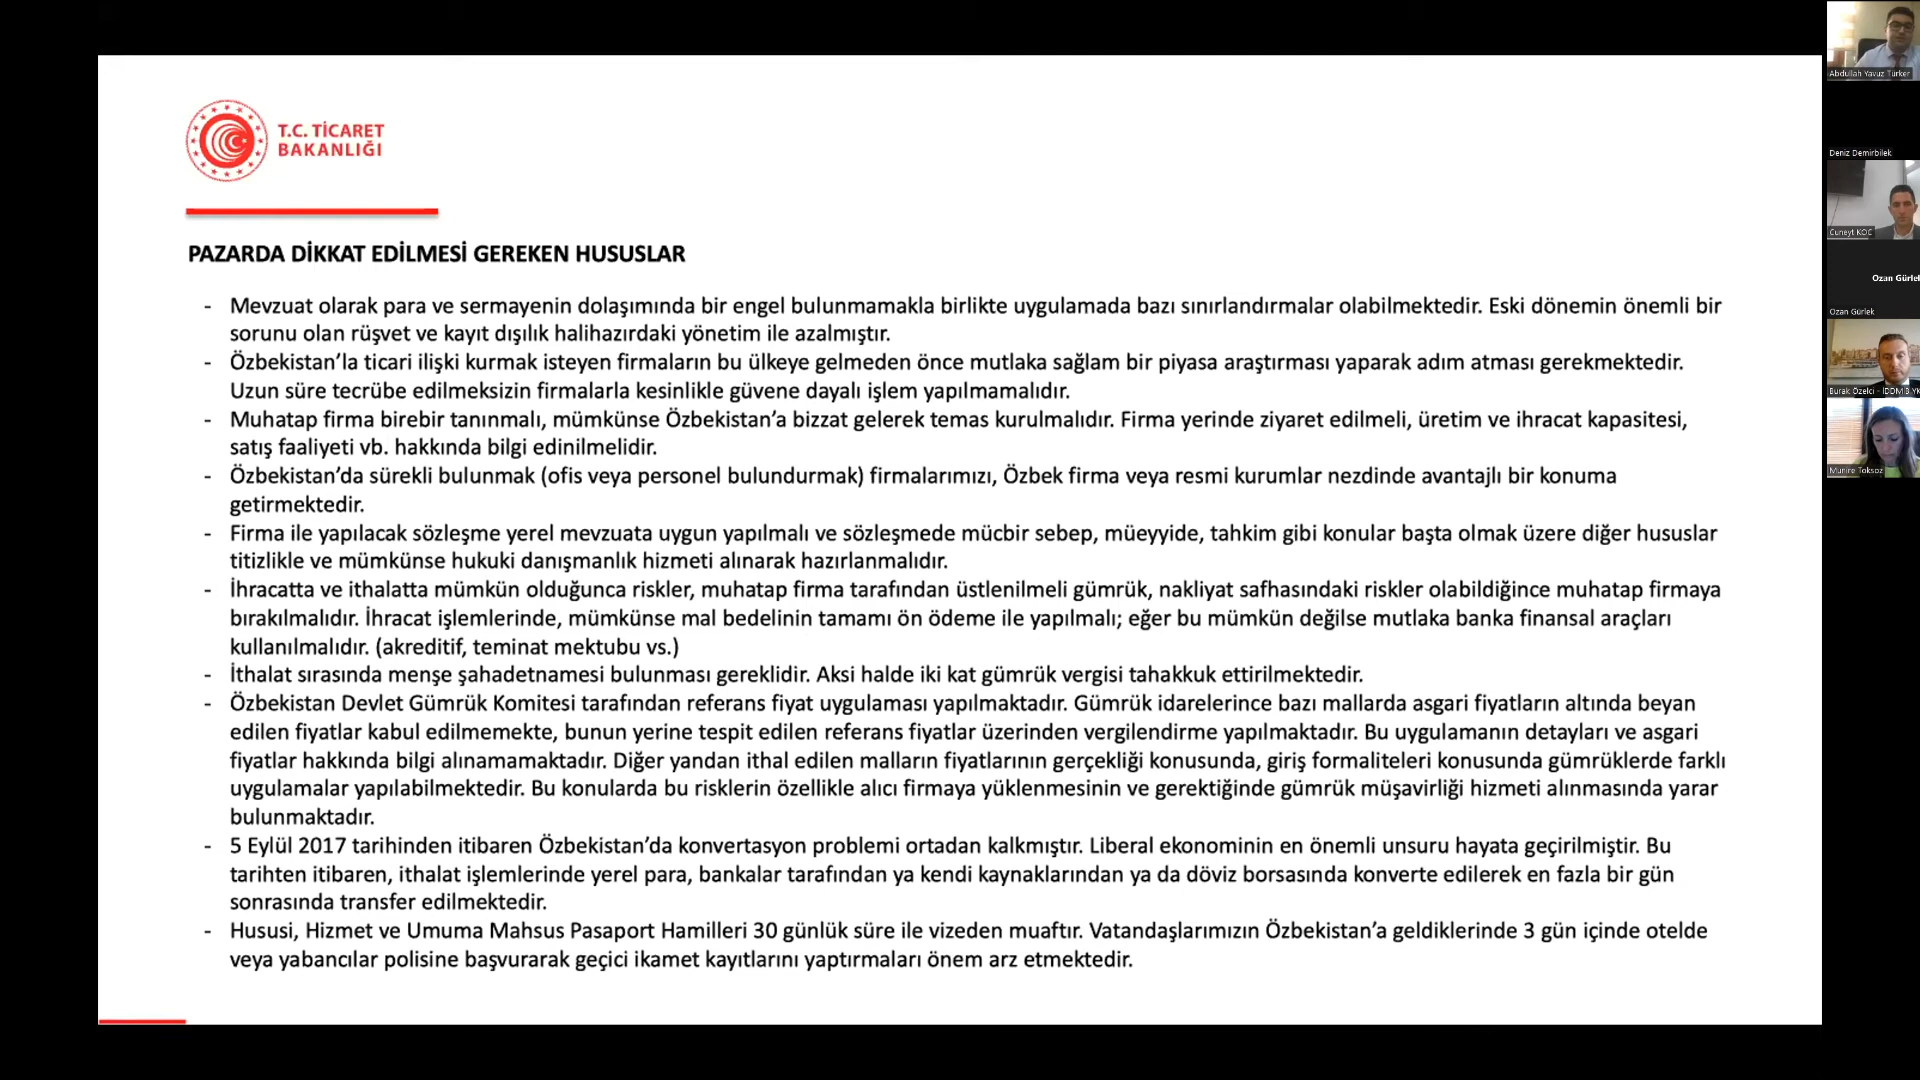 T.C. TİCARET
BAKANLIĞI
PAZARDA DİKKAT EDİLMESİ GEREKEN HUSUSLAR
- Mevzuat olarak para ve sermayenin dolaşımında bir engel bulunmamakla birlikte uygulamada bazı sınırlandırmalar olabilmektedir. Eski dönemin önemli bir
sorunu olan rüşvet ve kayıt dışılık halihazırdaki yönetim ile azalmıştır.
- Özbekistan’la ticari ilişki kurmak isteyen firmaların bu ülkeye gelmeden önce mutlaka sağlam bir piyasa araştırması yaparak adım atması gerekmektedir.
Uzun süre tecrübe edilmeksizin firmalarla kesinlikle güvene dayalı işlem yapılmamalıdır.
- Muhatap firma birebir tanınmalı, mümkünse Özbekistan’a bizzat gelerek temas kurulmalıdır. Firma yerinde ziyaret edilmeli, üretim ve ihracat kapasitesi,
satış faaliyeti vb. hakkında bilgi edinilmelidir.
- Özbekistan’da sürekli bulunmak (ofis veya personel bulundurmak) firmalarımızı, Özbek firma veya resmi kurumlar nezdinde avantajlı bir konuma
getirmektedir.
- Firma ile yapılacak sözleşme yerel mevzuata uygun yapılmalı ve sözleşmede mücbir sebep, müeyyide, tahkim gibi konular başta olmak üzere diğer hususlar
titizlikle ve mümkünse hukuki danışmanlık hizmeti alınarak hazırlanmalıdır.
- İhracatta ve ithalatta mümkün olduğunca riskler, muhatap firma tarafından üstlenilmeli gümrük, nakliyat safhasındaki riskler olabildiğince muhatap firmaya
bırakılmalıdır. İhracat işlemlerinde, mümkünse mal bedelinin tamamı ön ödeme ile yapılmalı; eğer bu mümkün değilse mutlaka banka finansal araçları
kullanılmalıdır. (akreditif, teminat mektubu vs.)
- İthalat sırasında menşe şahadetnamesi bulunması gereklidir. Aksi halde iki kat gümrük vergisi tahakkuk ettirilmektedir.
- Özbekistan Devlet Gümrük Komitesi tarafından referans fiyat uygulaması yapılmaktadır. Gümrük idarelerince bazı mallarda asgari fiyatların altında beyan
edilen fiyatlar kabul edilmemekte, bunun yerine tespit edilen referans fiyatlar üzerinden vergilendirme yapılmaktadır. Bu uygulamanın detayları ve asgari
fiyatlar hakkında bilgi alınamamaktadır. Diğer yandan ithal edilen malların fiyatlarının gerçekliği konusunda, giriş formaliteleri konusunda gümrüklerde farklı
uygulamalar yapılabilmektedir. Bu konularda bu risklerin özellikle alıcı firmaya yüklenmesinin ve gerektiğinde gümrük müşavirliği hizmeti alınmasında yarar
bulunmaktadır.
- 5 Eylül 2017 tarihinden itibaren Özbekistan’da konvertasyon problemi ortadan kalkmıştır. Liberal ekonominin en önemli unsuru hayata geçirilmiştir. Bu
tarihten itibaren, ithalat işlemlerinde yerel para, bankalar tarafından ya kendi kaynaklarından ya da döviz borsasında konverte edilerek en fazla bir gün
sonrasında transfer edilmektedir.
- Hususi, Hizmet ve Umuma Mahsus Pasaport Hamilleri 30 günlük süre ile vizeden muaftır. Vatandaşlarımızın Özbekistan’a geldiklerinde 3 gün içinde otelde
veya yabancılar polisine başvurarak geçici ikamet kayıtlarını yaptırmaları önem arz etmektedir.
Abdullah Yavuz Türker
Deniz Demirbilek
Cuneyt KOC
Ozan Gürlek
Ozan Gürlek
Burak Özelci - İDDMİB YK
Munire Toksoz